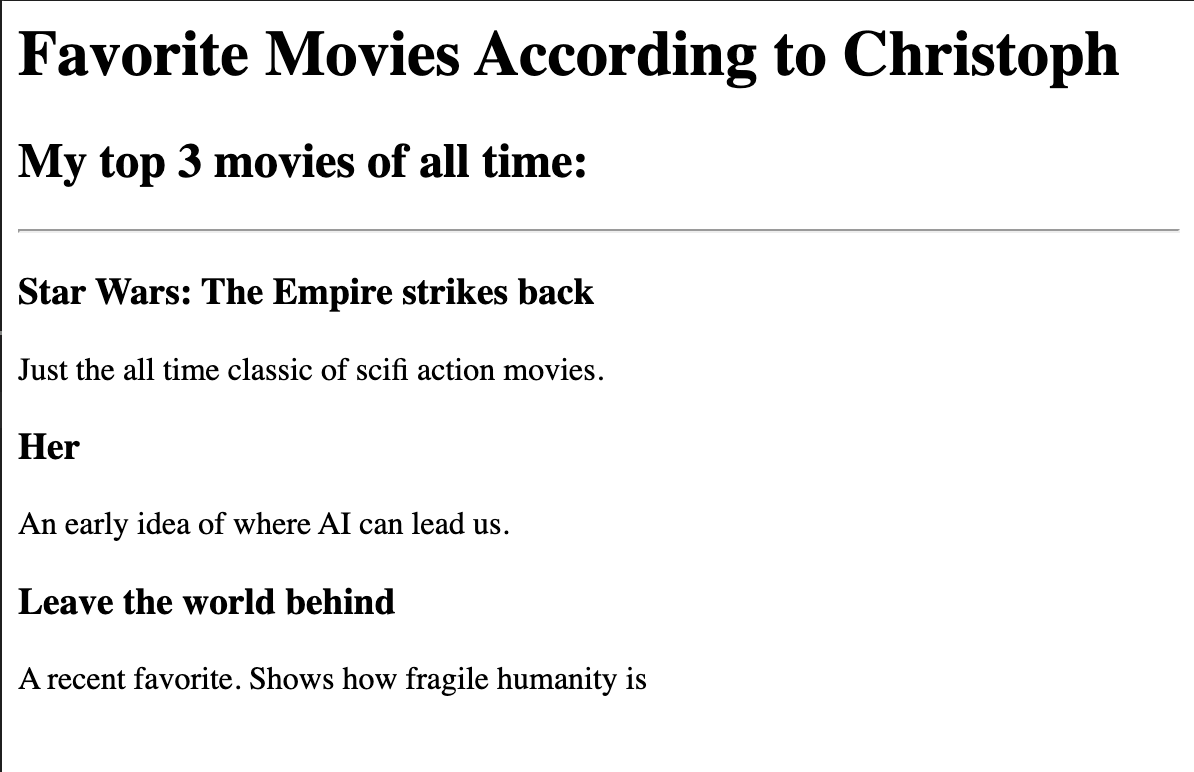 Favorite Movies According to Christoph
My top 3 movies of all time:
Star Wars: The Empire strikes back
Just the all time classic of scifi action movies.
Her
An early idea of where AI can lead us.
Leave the world behind
A recent favorite. Shows how fragile humanity is